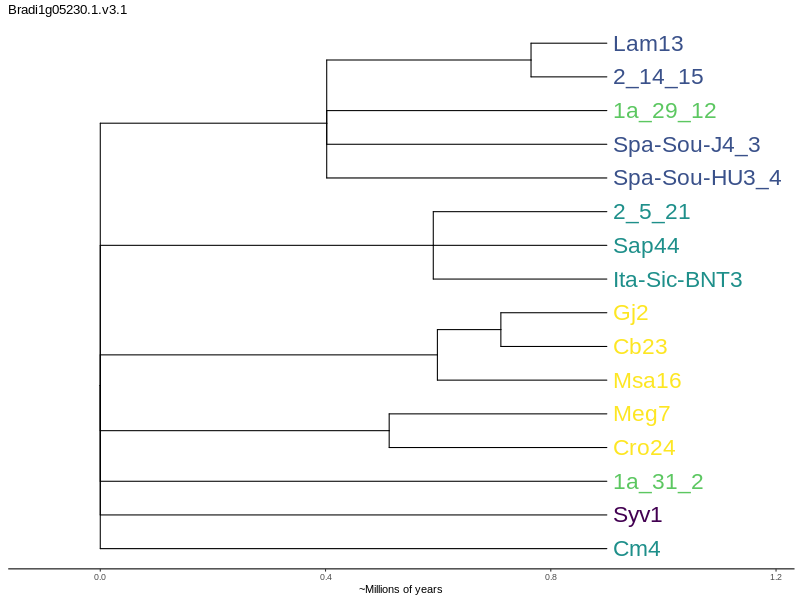 Bradi1g05230.1.v3.1
Lam13
2_14_15
1a_29_12
Spa-Sou-J4_3
Spa-Sou-HU3_4
2_5_21
Sap44
Ita-Sic-BNT3
Gj2
Cb23
Msa16
Meg7
Cro24
1a_31_2
Syv1
Cm4
0.0 0.4 0.8 1.2
~Millions of years